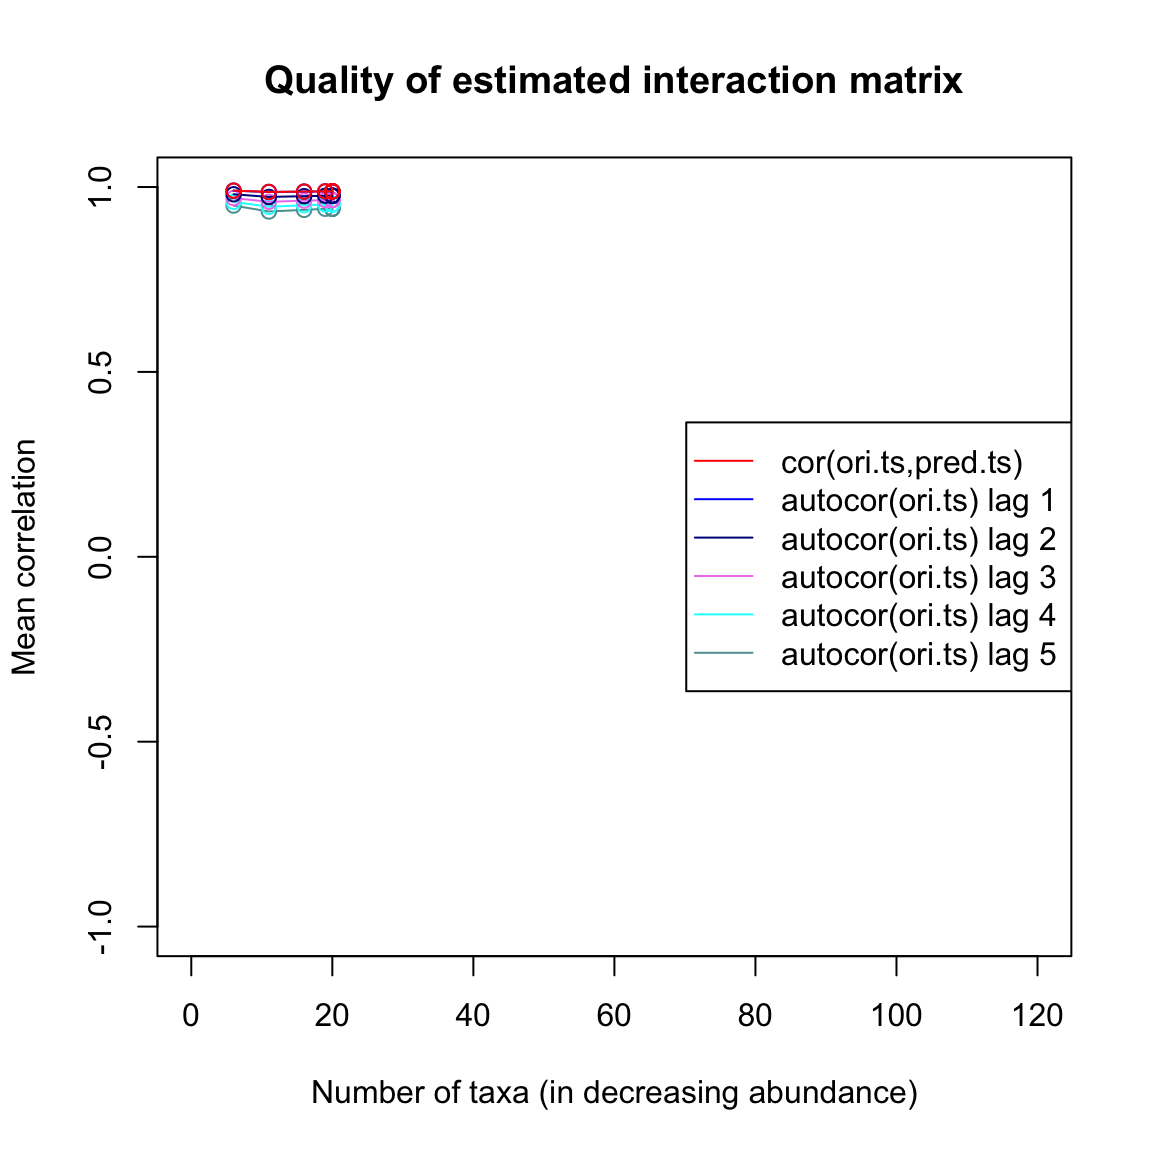 Quality of estimated interaction matrix
Mean correlation
1.0
0.5
0.0
-0.5
-1.0
cor(ori.ts,pred.ts)
autocor(ori.ts) lag 1
autocor(ori.ts) lag 2
autocor(ori.ts) lag 3
autocor(ori.ts) lag 4
autocor(ori.ts) lag 5
0 20 40 60 80 100 120
Number of taxa (in decreasing abundance)